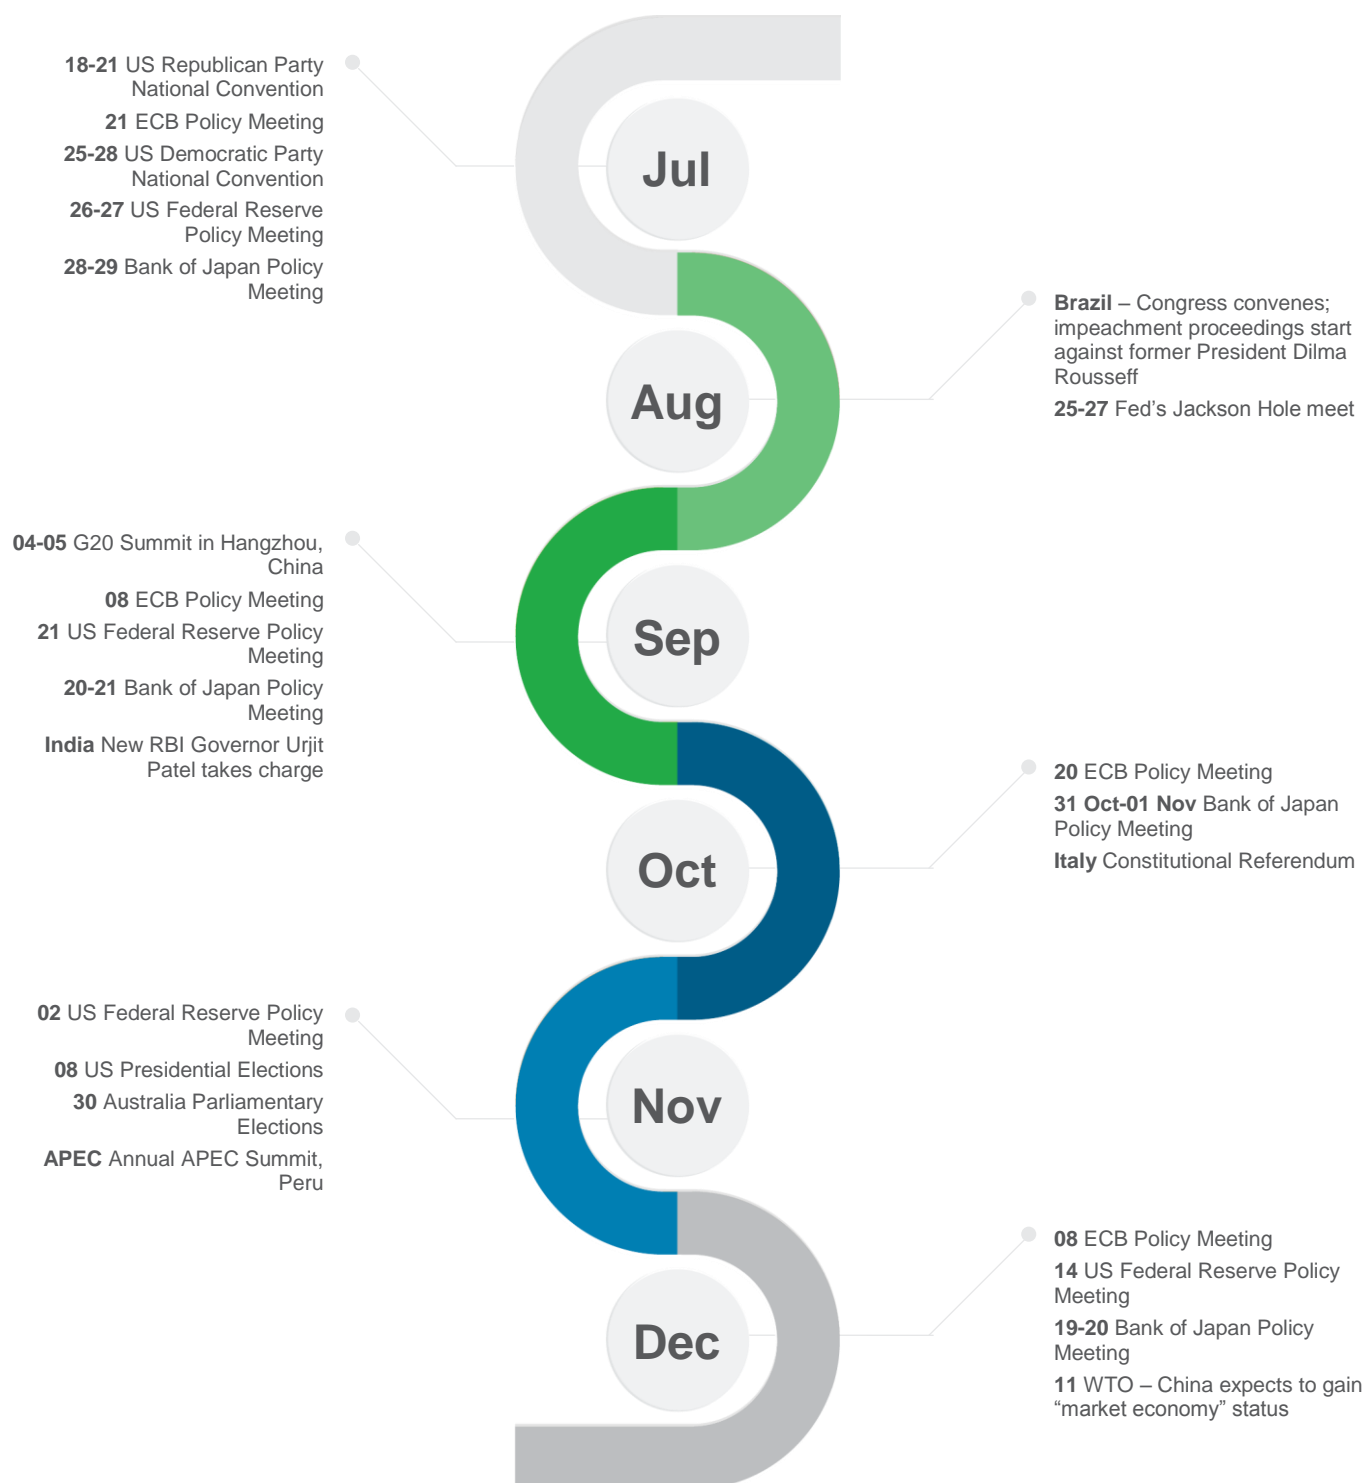 18-21 US Republican Party
National Convention
21 ECB Policy Meeting
25-28 US Democratic Party
National Convention
26-27 US Federal Reserve
Policy Meeting
28-29 Bank of Japan Policy
Meeting
Jul
Brazil – Congress convenes;
impeachment proceedings start
against former President Dilma
Rousseff
25-27 Fed’s Jackson Hole meet
Aug
04-05 G20 Summit in Hangzhou,
China
08 ECB Policy Meeting
21 US Federal Reserve Policy
Meeting
20-21 Bank of Japan Policy
Meeting
India New RBI Governor Urjit
Patel takes charge
Sep
20 ECB Policy Meeting
31 Oct-01 Nov Bank of Japan
Policy Meeting
Italy Constitutional Referendum
Oct
02 US Federal Reserve Policy
Meeting
08 US Presidential Elections
30 Australia Parliamentary
Elections
APEC Annual APEC Summit,
Peru
Nov
08 ECB Policy Meeting
14 US Federal Reserve Policy
Meeting
19-20 Bank of Japan Policy
Meeting
11 WTO – China expects to gain
“market economy” status
Dec